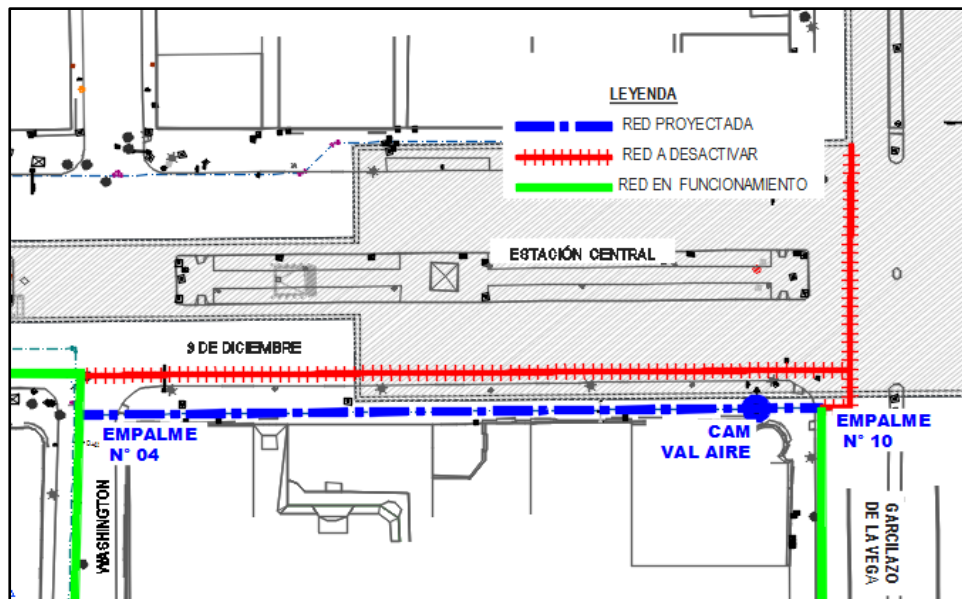 LEYENDA
RED PROYECTADA
RED A DESACTIVAR
RED EN FUNCIONAMIENTO
ESTACIÓN CENTRAL
9 DE DICIEMBRE
EMPALME
N° 04
CAM
VAL AIRE
EMPALME
N° 10
WASHINGTON
GARCILAZO
DE LA VEGA